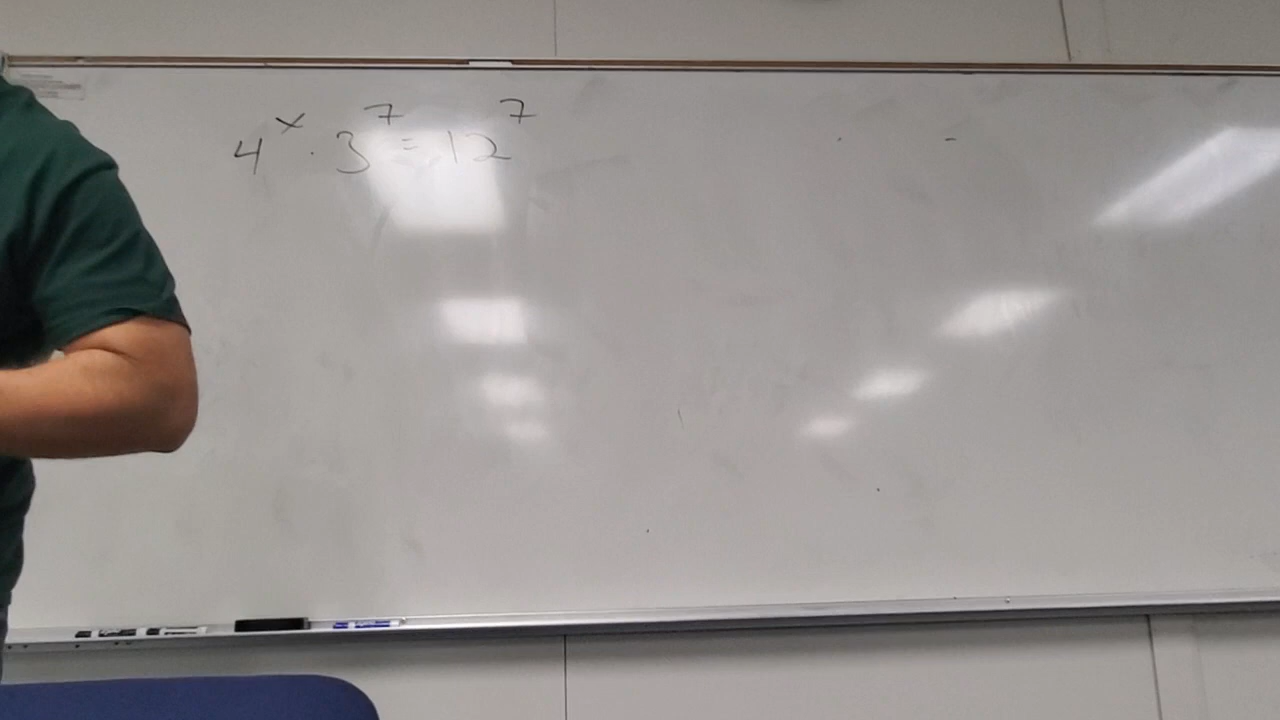 4^x · 3^7 = 12^7